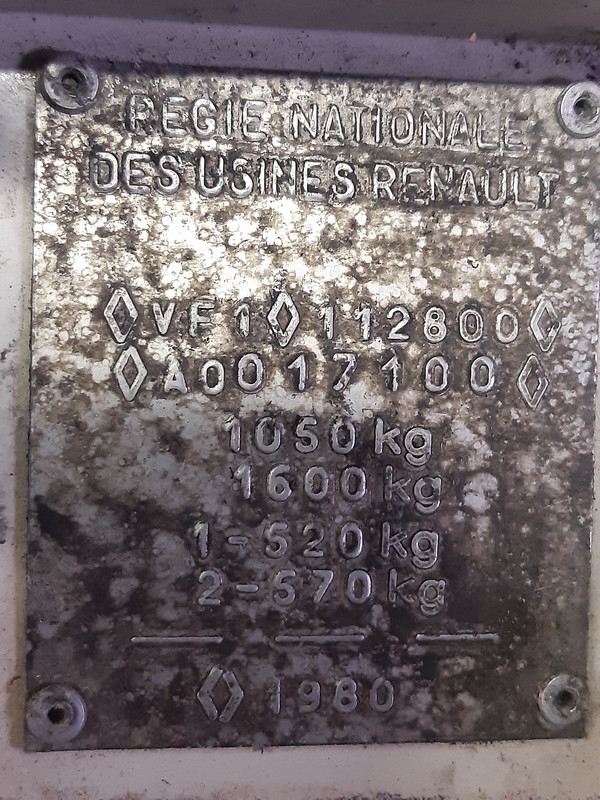 REGIE NATIONALE
DES USINES RENAULT
VF1 112800
A0017100
1050 kg
1600 kg
1-520 kg
2-570 kg
1980